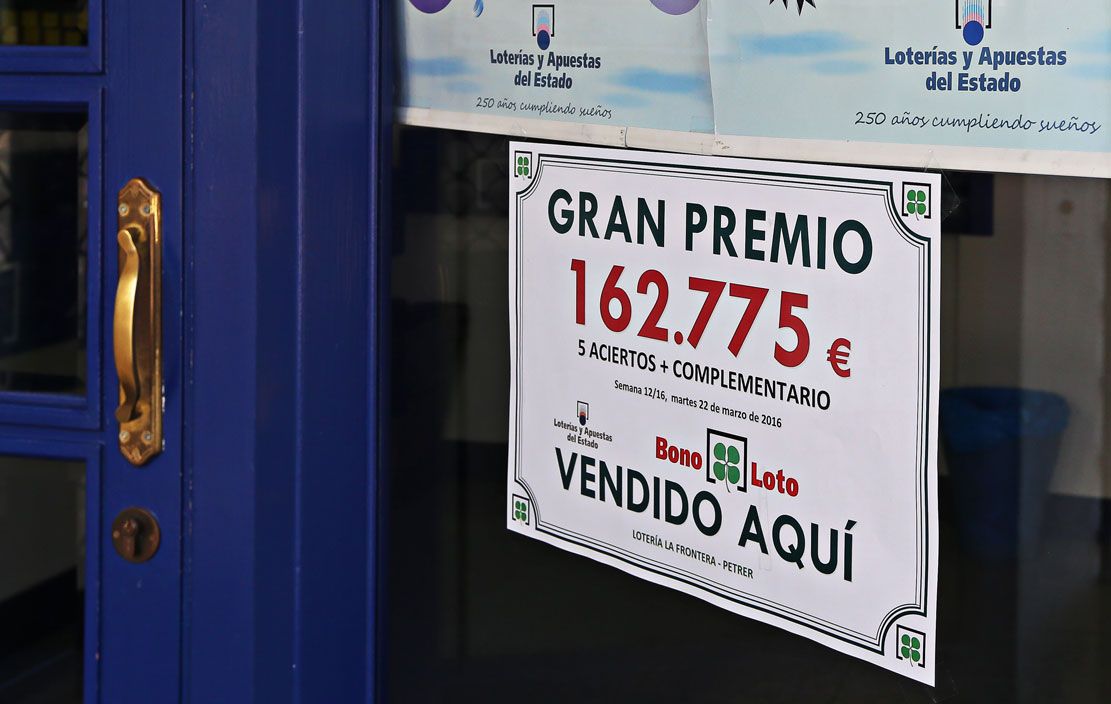 Loterías y Apuestas
del Estado
250 años cumpliendo sueños
Loterías y Apuestas
del Estado
250 años cumpliendo sueños
GRAN PREMIO
162.775 €
5 ACIERTOS + COMPLEMENTARIO
Semana 12/16, martes 22 de marzo de 2016
Loterías y Apuestas
del Estado
Bono Loto
VENDIDO AQUÍ
LOTERÍA LA FRONTERA - PETRER